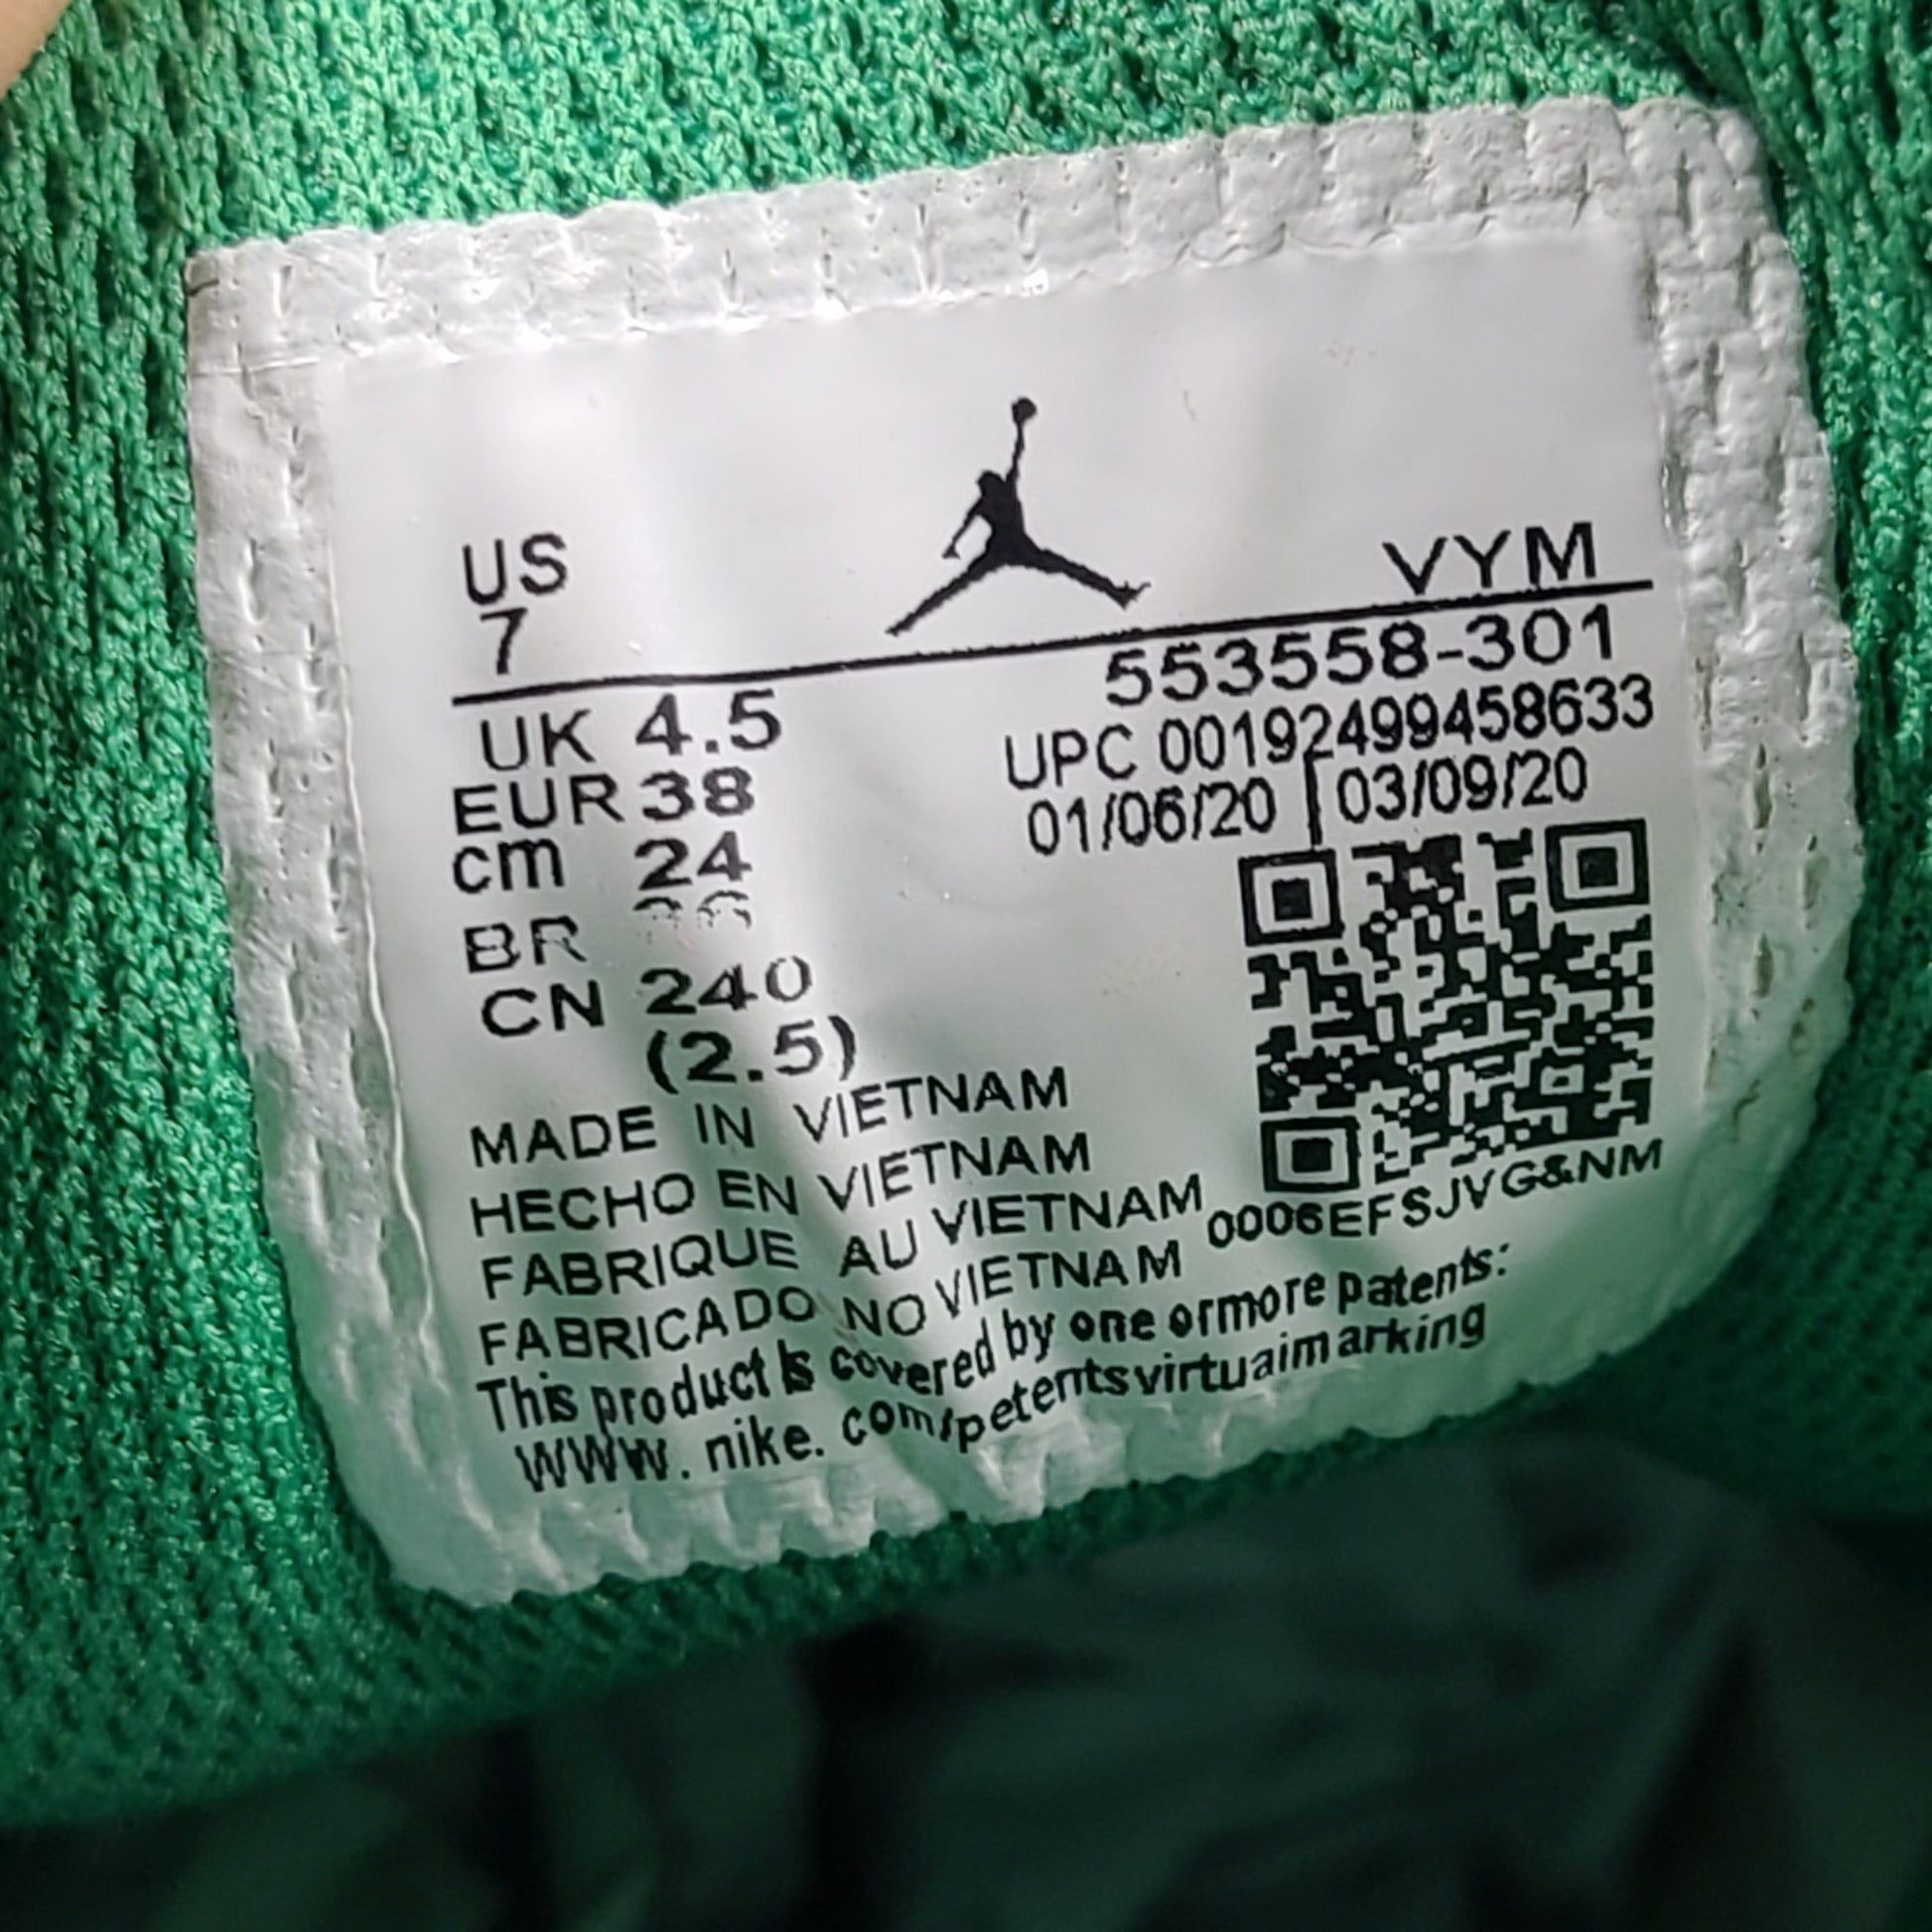 US
7
VYM
553558-301
UK 4.5
UPC 00192499458633
EUR 38
01/06/20 03/09/20
cm 24
BR
CN 240
(2.5)
MADE IN VIETNAM
HECHO EN VIETNAM
FABRIQUE AU VIETNAM
FABRICADO NO VIETNAM
0006EFSJVG&NM
This product ls covered by one ormore patents:
WWW. nike. com/petentsvirtuaimarking